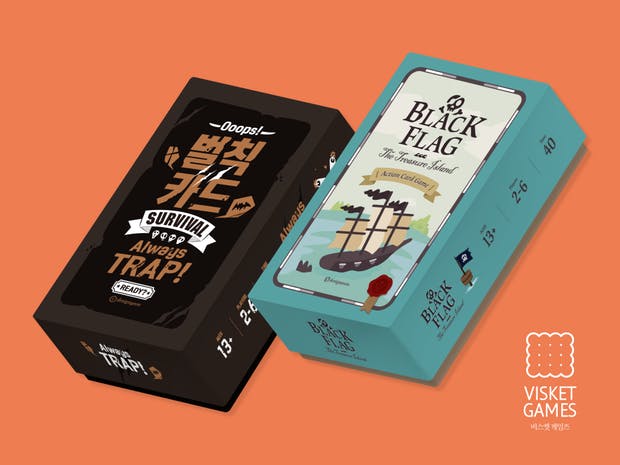 Ooops!
벌칙
카드
SURVIVAL
Always
TRAP!
READY?
Always
TRAP!
13+
2-6
Always
TRAP!
BLACK
FLAG
The Treasure Island
Action Card Game
BLACK
FLAG
The Treasure Island
13+
2-6
40
VISKET
GAMES
비스켓 게임즈